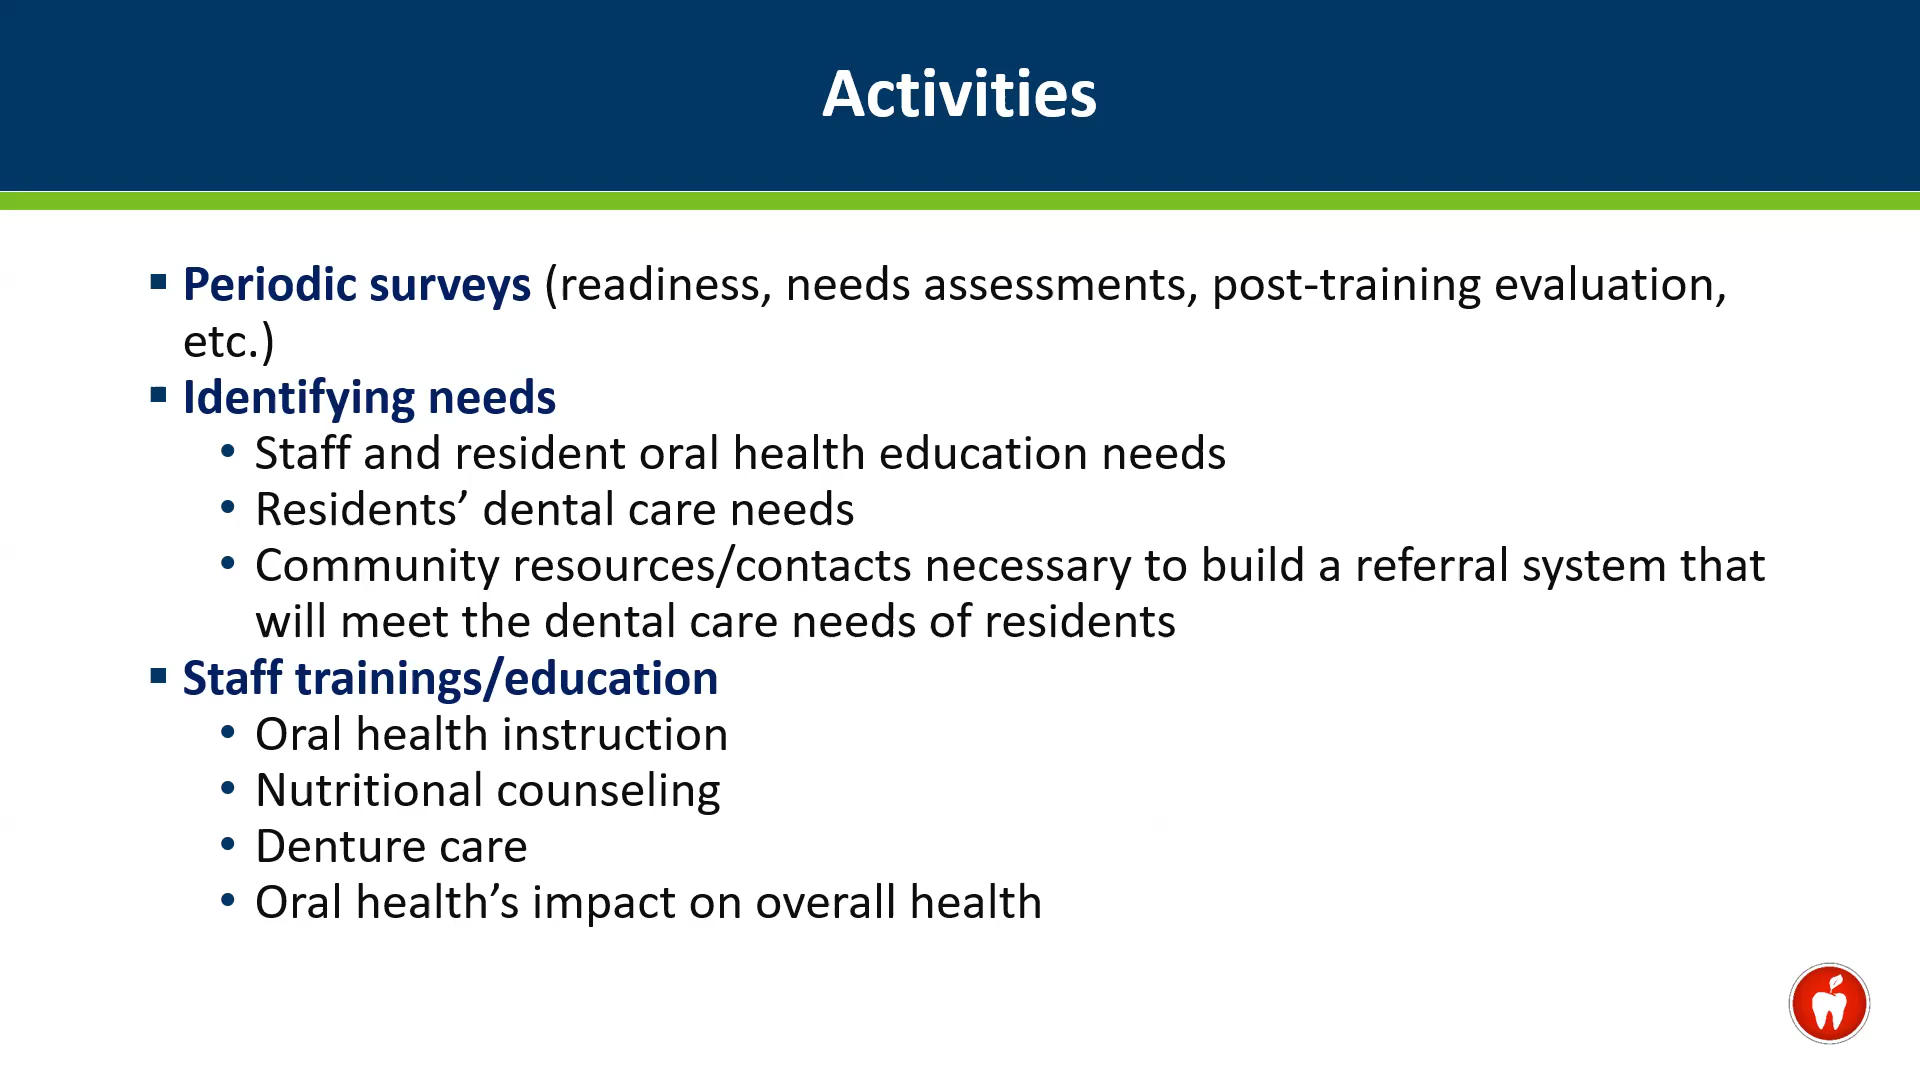 Activities
▪ Periodic surveys (readiness, needs assessments, post-training evaluation,
etc.)
▪ Identifying needs
• Staff and resident oral health education needs
• Residents’ dental care needs
• Community resources/contacts necessary to build a referral system that
will meet the dental care needs of residents
▪ Staff trainings/education
• Oral health instruction
• Nutritional counseling
• Denture care
• Oral health’s impact on overall health